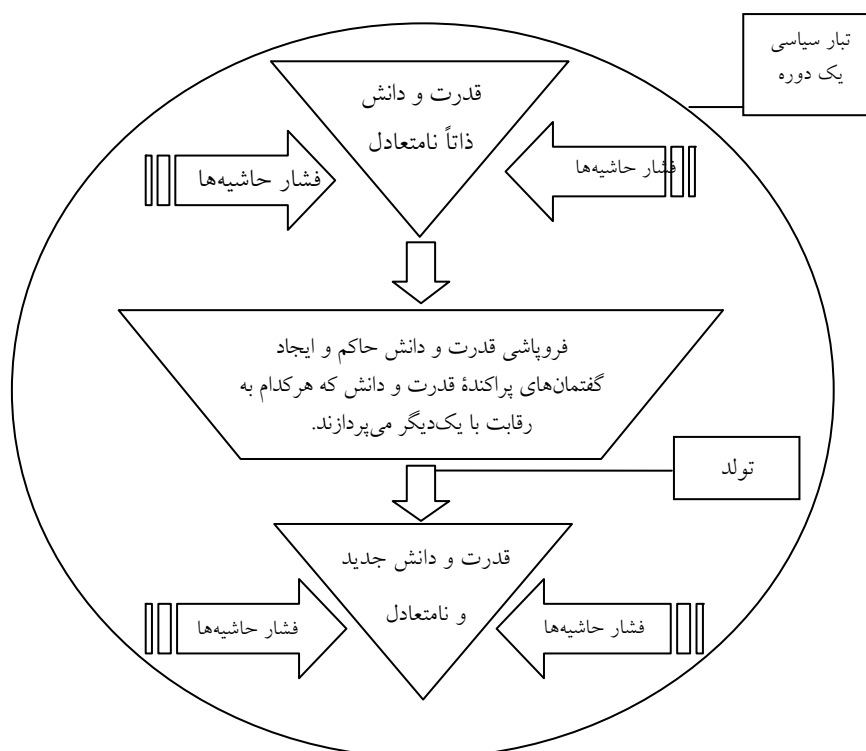 تبار سیاسی
یک دوره
قدرت و دانش
ذاتاً نامتعادل
فشار حاشیه‌ها
فشار حاشیه‌ها
فروپاشی قدرت و دانش حاکم و ایجاد
گفتمان‌های پراکندهٔ قدرت و دانش که هرکدام به
رقابت با یک‌دیگر می‌پردازند.
تولد
قدرت و دانش جدید
و نامتعادل
فشار حاشیه‌ها
فشار حاشیه‌ها